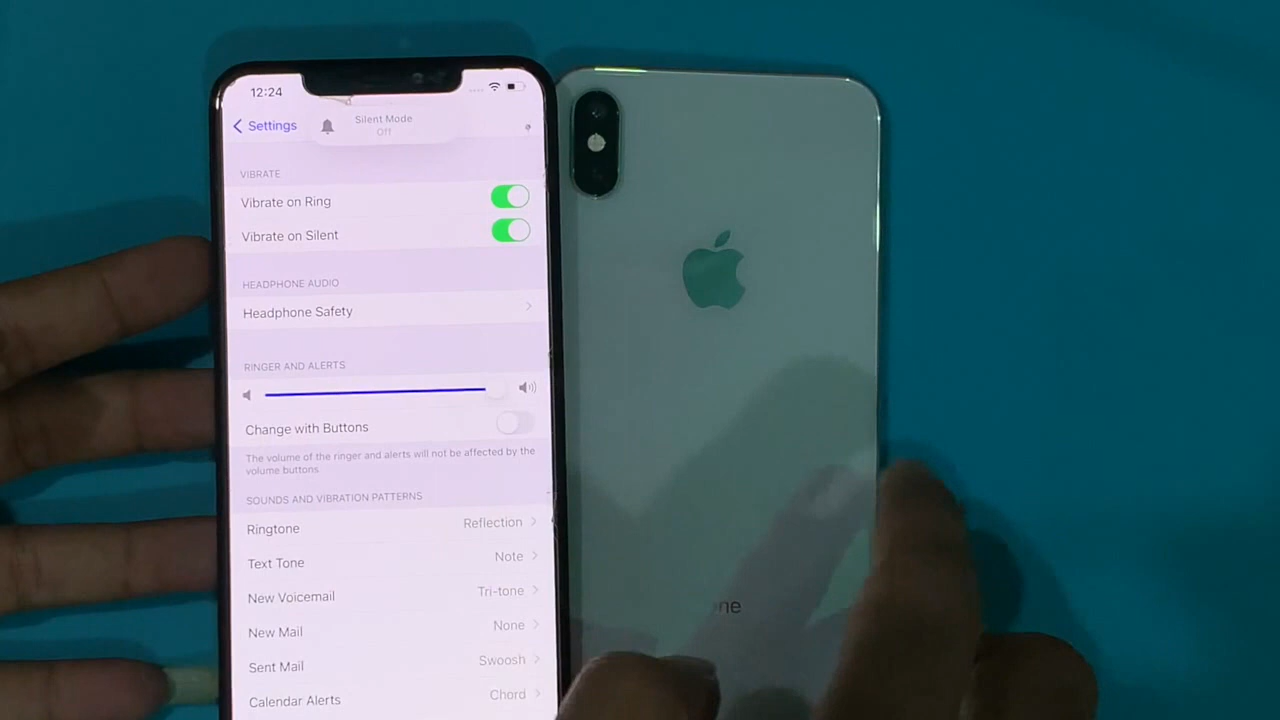 12:24
Settings
Silent Mode
Off
VIBRATE
Vibrate on Ring
Vibrate on Silent
HEADPHONE AUDIO
Headphone Safety
RINGER AND ALERTS
Change with Buttons
The volume of the ringer and alerts will not be affected by the
volume buttons.
SOUNDS AND VIBRATION PATTERNS
Ringtone Reflection
Text Tone Note
New Voicemail Tri-tone
New Mail None
Sent Mail Swoosh
Calendar Alerts Chord